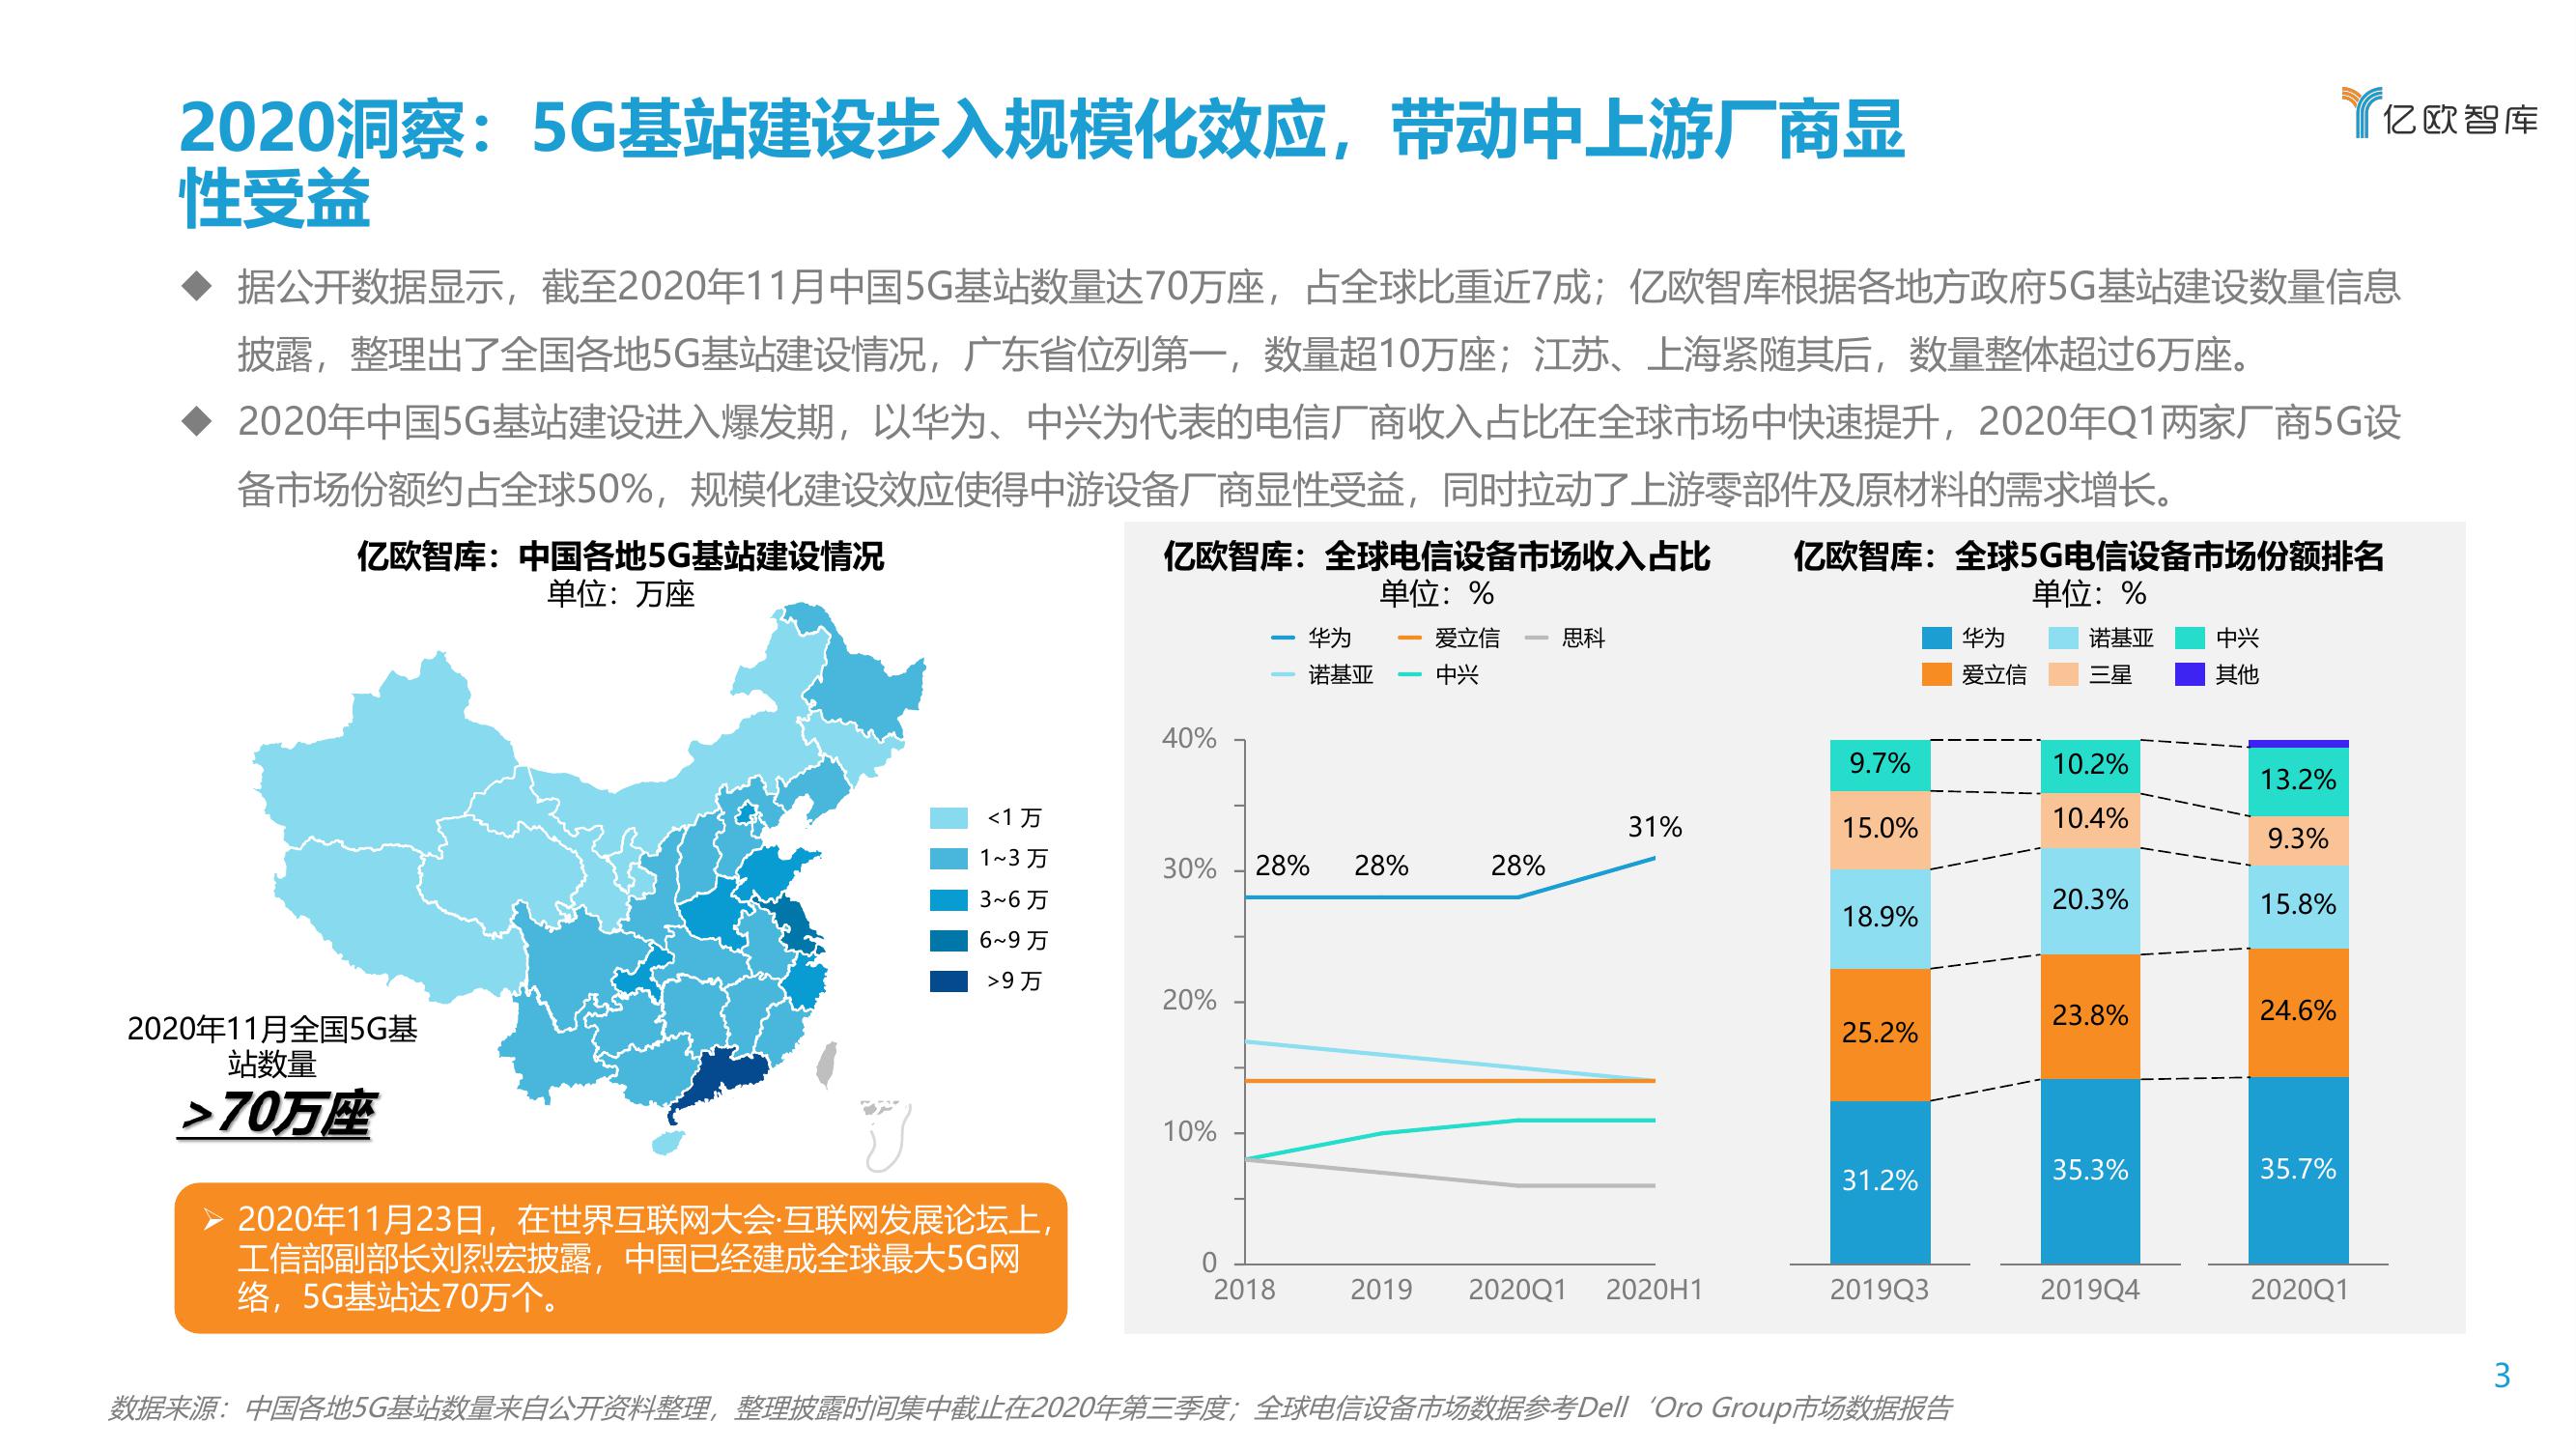 2020洞察：5G基站建设步入规模化效应，带动中上游厂商显
性受益
亿欧智库
◆ 据公开数据显示，截至2020年11月中国5G基站数量达70万座，占全球比重近7成；亿欧智库根据各地方政府5G基站建设数量信息
披露，整理出了全国各地5G基站建设情况，广东省位列第一，数量超10万座；江苏、上海紧随其后，数量整体超过6万座。
◆ 2020年中国5G基站建设进入爆发期，以华为、中兴为代表的电信厂商收入占比在全球市场中快速提升，2020年Q1两家厂商5G设
备市场份额约占全球50%，规模化建设效应使得中游设备厂商显性受益，同时拉动了上游零部件及原材料的需求增长。
亿欧智库：中国各地5G基站建设情况
单位：万座
<1 万
1~3 万
3~6 万
6~9 万
>9 万
2020年11月全国5G基
站数量
>70万座
➢ 2020年11月23日，在世界互联网大会·互联网发展论坛上，
工信部副部长刘烈宏披露，中国已经建成全球最大5G网
络，5G基站达70万个。
亿欧智库：全球电信设备市场收入占比
单位：%
华为 爱立信 思科
诺基亚 中兴
40%
30%
20%
10%
0
28% 28% 28% 31%
2018 2019 2020Q1 2020H1
亿欧智库：全球5G电信设备市场份额排名
单位：%
华为 诺基亚 中兴
爱立信 三星 其他
9.7% 10.2% 13.2%
15.0% 10.4% 9.3%
18.9% 20.3% 15.8%
25.2% 23.8% 24.6%
31.2% 35.3% 35.7%
2019Q3 2019Q4 2020Q1
3
数据来源：中国各地5G基站数量来自公开资料整理，整理披露时间集中截止在2020年第三季度；全球电信设备市场数据参考Dell‘Oro Group市场数据报告